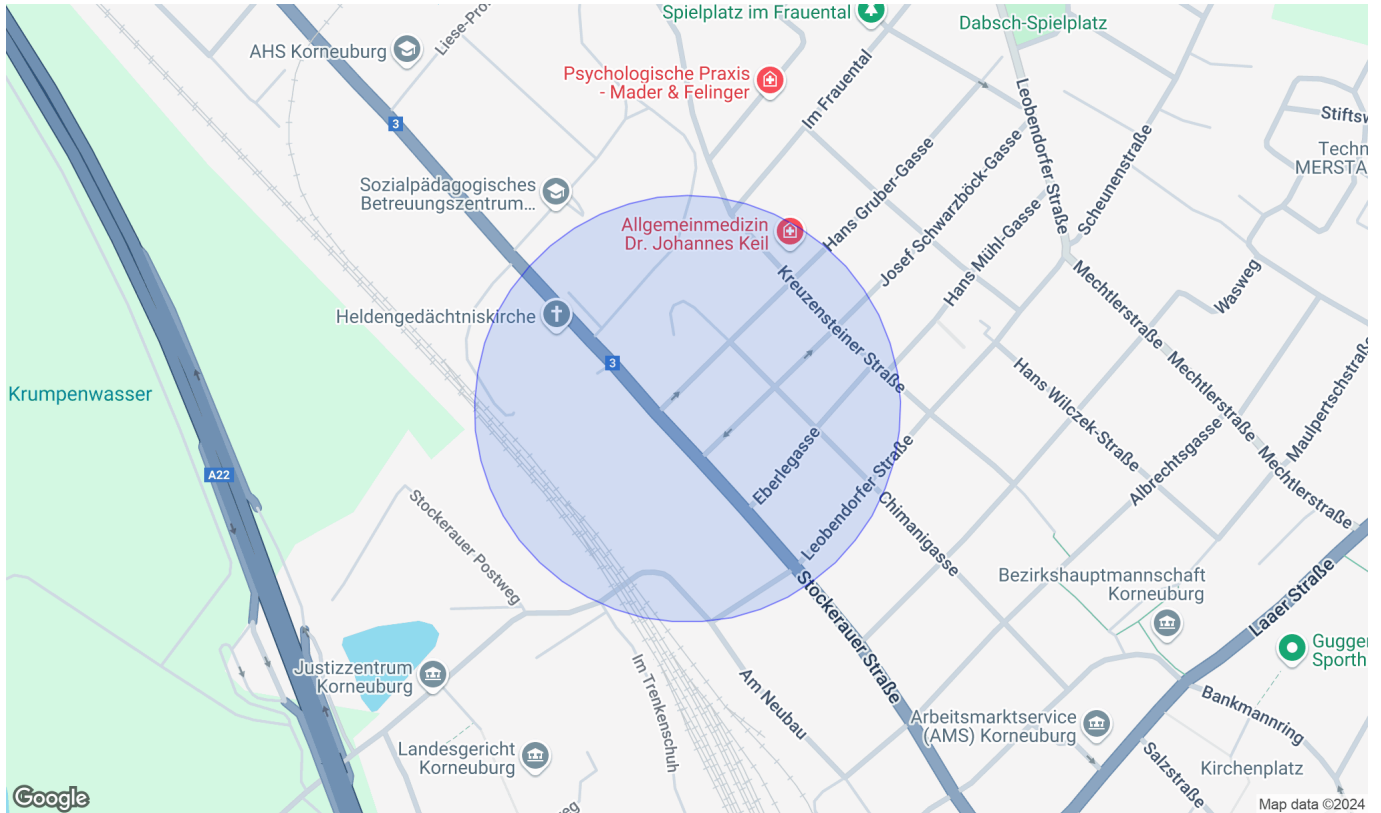 Spielplatz im Frauental
Dabsch-Spielplatz
AHS Korneuburg
Liese-Pro
Psychologische Praxis
- Mader & Felinger
Im Frauental
Leobendorfer Straße
Stiftsw
Techn
MERSTA
3
Scheunenstraße
Hans Gruber-Gasse
Josef Schwarzböck-Gasse
Hans Mühl-Gasse
Sozialpädagogisches
Betreuungszentrum...
Allgemeinmedizin
Dr. Johannes Keil
Kreuzensteiner Straße
Mechtlerstraße
Wasweg
Heldengedächtniskirche
3
Krumpenwasser
Hans Wilczek-Straße
Mechtlerstraße
Maulpertschstraße
Albrechtsgasse
A22
Eberlegasse
Leobendorfer Straße
Mechtlerstraße
Stockerauer Postweg
Chimanigasse
Bezirkshauptmannschaft
Korneuburg
Laaer Straße
Stockerauer Straße
Gugger
Sporth
Justizzentrum
Korneuburg
Im Trenkenschuh
Am Neubau
Bankmannring
Arbeitsmarktservice
(AMS) Korneuburg
Landesgericht
Korneuburg
Salzstraße
Kirchenplatz
Google
Map data ©2024